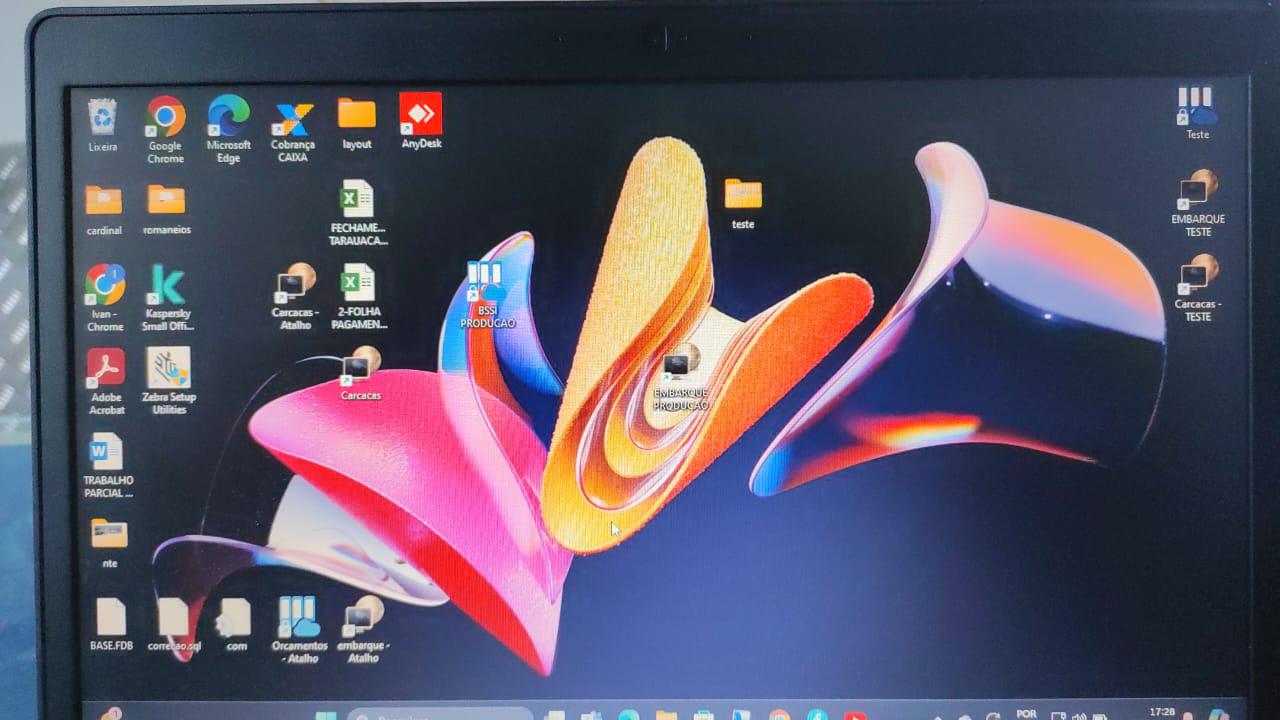 Lixeira
Google
Chrome
Microsoft
Edge
Cobrança
CAIXA
layout
AnyDesk
Teste
cardinal
romaneios
FECHAME...
TARAUACA...
teste
EMBARQUE
TESTE
Ivan -
Chrome
Kaspersky
Small Offi...
Carcacas -
Atalho
2-FOLHA
PAGAMEN...
BSSI
PRODUCAO
Carcacas -
TESTE
Adobe
Acrobat
Zebra Setup
Utilities
Carcacas
EMBARQUE
PRODUCAO
TRABALHO
PARCIAL ...
nte
BASE.FDB
correcao.sql
com
Orcamentos
- Atalho
embarque -
Atalho
POR
17:28